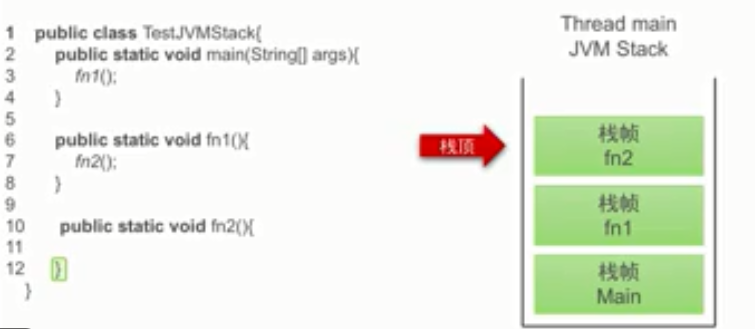 1 public class TestJVMStack{
2 public static void main(String[] args){
3 fn1();
4 }
5
6 public static void fn1(){
7 fn2();
8 }
9
10 public static void fn2(){
11
12 }
}
Thread main
JVM Stack
栈顶
栈帧
fn2
栈帧
fn1
栈帧
Main